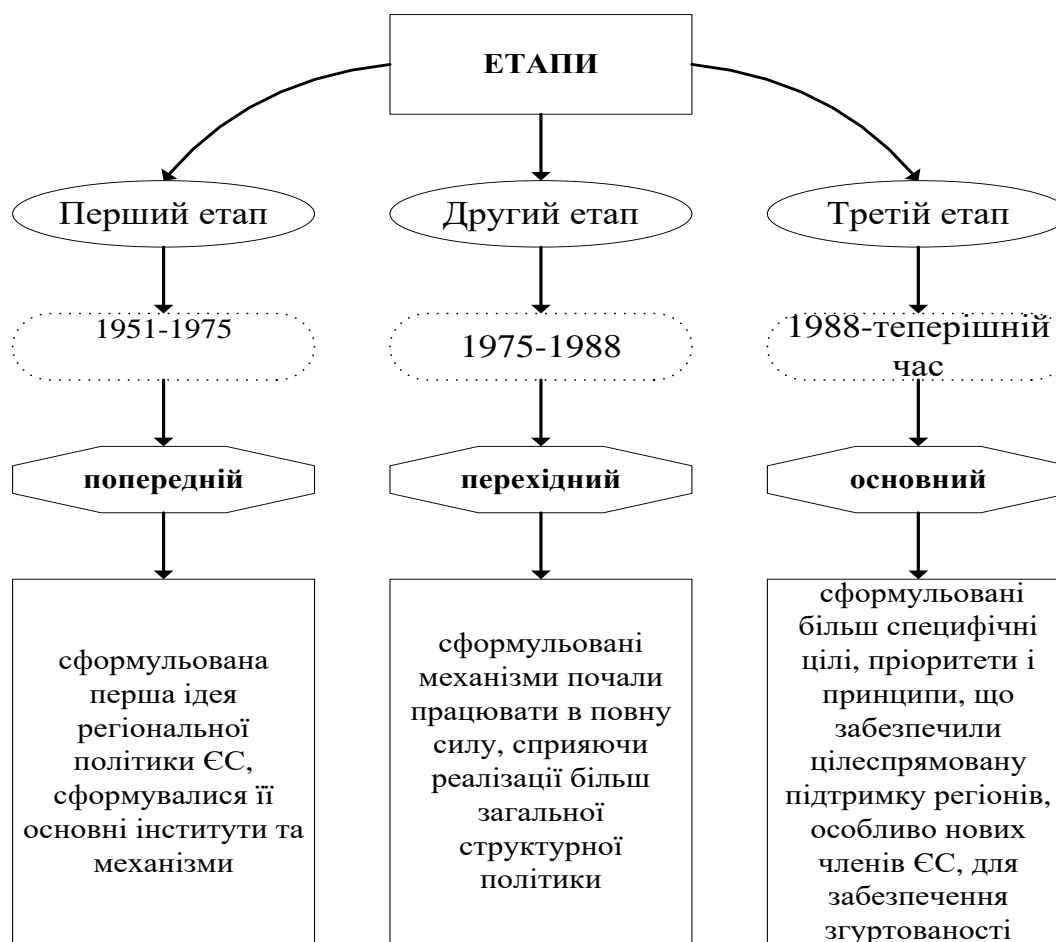 ЕТАПИ
Перший етап
Другий етап
Третій етап
1951-1975
1975-1988
1988-теперішній
час
попередній
перехідний
основний
сформульована
перша ідея
регіональної
політики ЄС,
сформувалися її
основні інститути та
механізми
сформульовані
механізми почали
працювати в повну
силу, сприяючи
реалізації більш
загальної
структурної
політики
сформульовані
більш специфічні
цілі, пріоритети і
принципи, що
забезпечили
цілеспрямовану
підтримку регіонів,
особливо нових
членів ЄС, для
забезпечення
згуртованості